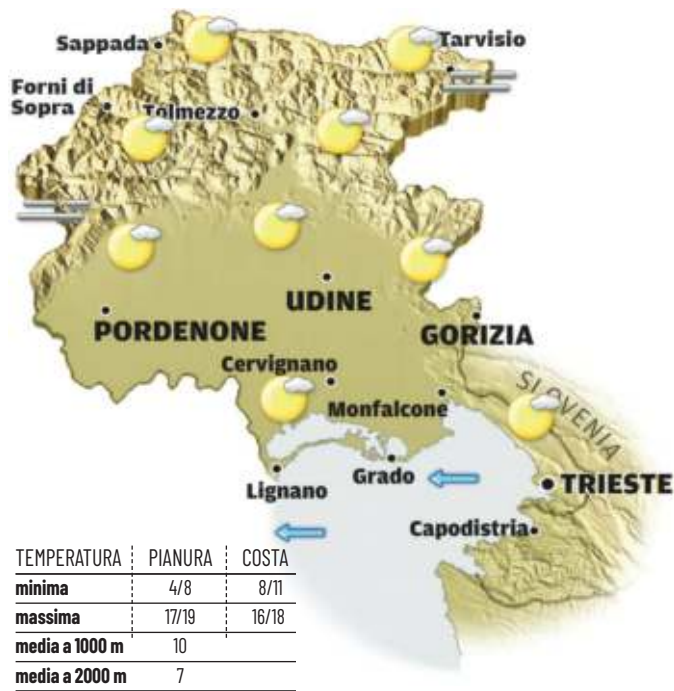 Sappada
Tarvisio
Forni di
Sopra
Tolmezzo
UDINE
PORDENONE
GORIZIA
Cervignano
SLOVENIA
Monfalcone
Grado
Lignano
TRIESTE
Capodistria
TEMPERATURA PIANURA COSTA
minima 4/8 8/11
massima 17/19 16/18
media a 1000 m 10
media a 2000 m 7